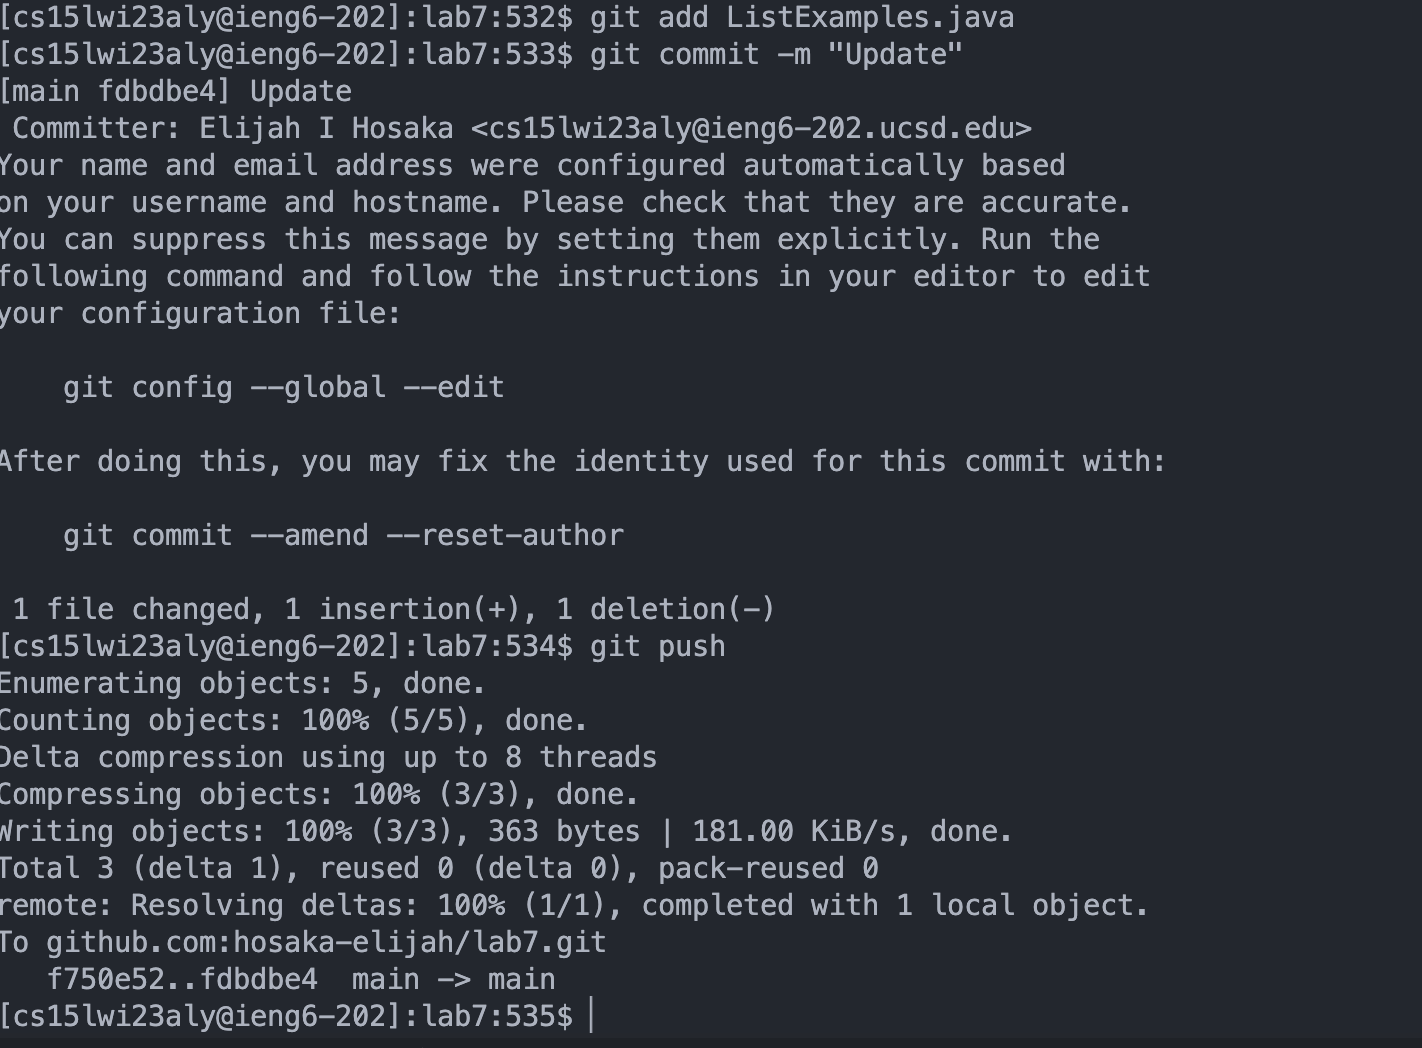 [cs15lwi23aly@ieng6-202]:lab7:532$ git add ListExamples.java
[cs15lwi23aly@ieng6-202]:lab7:533$ git commit -m "Update"
[main fdbdbe4] Update
 Committer: Elijah I Hosaka <cs15lwi23aly@ieng6-202.ucsd.edu>
Your name and email address were configured automatically based
on your username and hostname. Please check that they are accurate.
You can suppress this message by setting them explicitly. Run the
following command and follow the instructions in your editor to edit
your configuration file:

    git config --global --edit

After doing this, you may fix the identity used for this commit with:

    git commit --amend --reset-author

 1 file changed, 1 insertion(+), 1 deletion(-)
[cs15lwi23aly@ieng6-202]:lab7:534$ git push
Enumerating objects: 5, done.
Counting objects: 100% (5/5), done.
Delta compression using up to 8 threads
Compressing objects: 100% (3/3), done.
Writing objects: 100% (3/3), 363 bytes | 181.00 KiB/s, done.
Total 3 (delta 1), reused 0 (delta 0), pack-reused 0
remote: Resolving deltas: 100% (1/1), completed with 1 local object.
To github.com:hosaka-elijah/lab7.git
   f750e52..fdbdbe4  main -> main
[cs15lwi23aly@ieng6-202]:lab7:535$